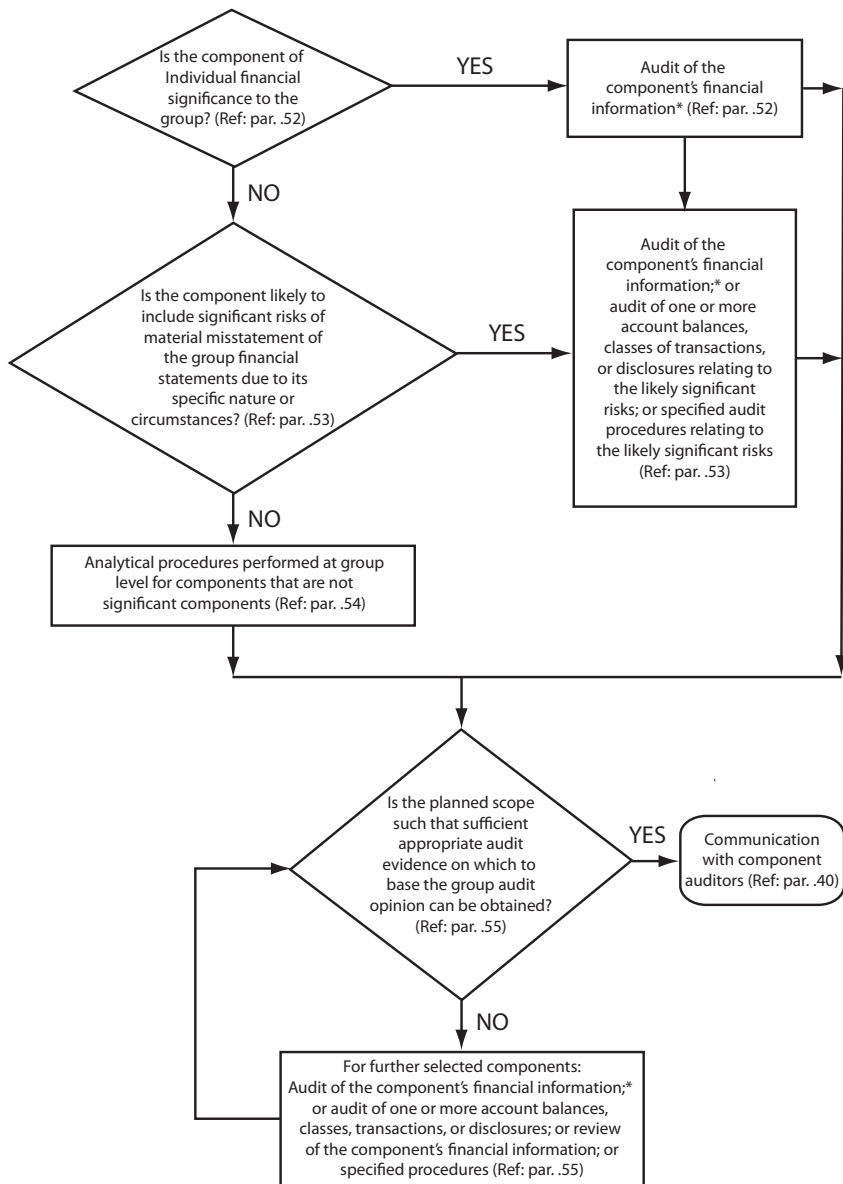 Is the component of
Individual financial
significance to the
group? (Ref: par. .52)
YES
Audit of the
component's financial
information* (Ref: par. .52)
NO
Is the component likely to
include significant risks of
material misstatement of
the group financial
statements due to its
specific nature or
circumstances? (Ref: par. .53)
YES
Audit of the
component's financial
information;* or
audit of one or more
account balances,
classes of transactions,
or disclosures relating to
the likely significant
risks; or specified audit
procedures relating to
the likely significant risks
(Ref: par. .53)
NO
Analytical procedures performed at group
level for components that are not
significant components (Ref: par. .54)
Is the planned scope
such that sufficient
appropriate audit
evidence on which to
base the group audit
opinion can be obtained?
(Ref: par. .55)
YES
Communication
with component
auditors (Ref: par. .40)
NO
For further selected components:
Audit of the component's financial information;*
or audit of one or more account balances,
classes, transactions, or disclosures; or review
of the component's financial information; or
specified procedures (Ref: par. .55)